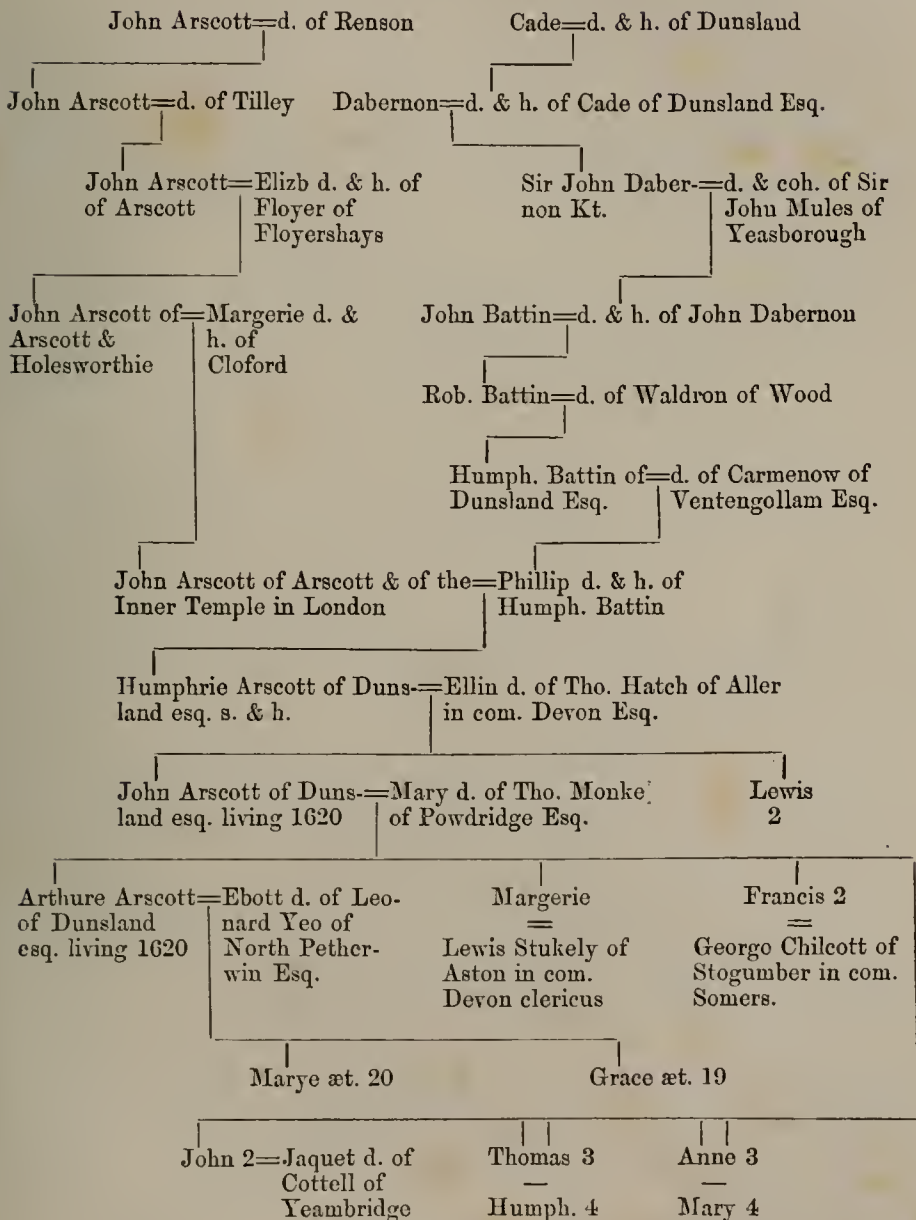 John Arscott=d. of Renson Cade=d. & h. of Dunsland
John Arscott=d. of Tilley Dabernon=d. & h. of Cade of Dunsland Esq.
John Arscott=Elizb d. & h. of Sir John Daber-=d. & coh. of Sir
of Arscott Floyer of non Kt. John Mules of
Floyershays Yeasborough
John Arscott of=Margerie d. & John Battin=d. & h. of John Dabernon
Arscott & h. of
Holesworthie Cloford
Rob. Battin=d. of Waldron of Wood
Humph. Battin of=d. of Carmenow of
Dunsland Esq. Ventengollam Esq.
John Arscott of Arscott & of the=Phillip d. & h. of
Inner Temple in London Humph. Battin
Humphrie Arscott of Duns-=Ellin d. of Tho. Hatch of Aller
land esq. s. & h. in com. Devon Esq.
John Arscott of Duns-=Mary d. of Tho. Monke Lewis
land esq. living 1620 of Powdridge Esq. 2
Arthure Arscott=Ebott d. of Leo- Margerie Francis 2
of Dunsland nard Yeo of = =
esq. living 1620 North Pether- Lewis Stukely of Georgo Chilcott of
win Esq. Aston in com. Stogumber in com.
Devon clericus Somers.
Marye æt. 20 Grace æt. 19
John 2=Jaquet d. of Thomas 3 Anne 3
Cottell of — —
Yeambridge Humph. 4 Mary 4